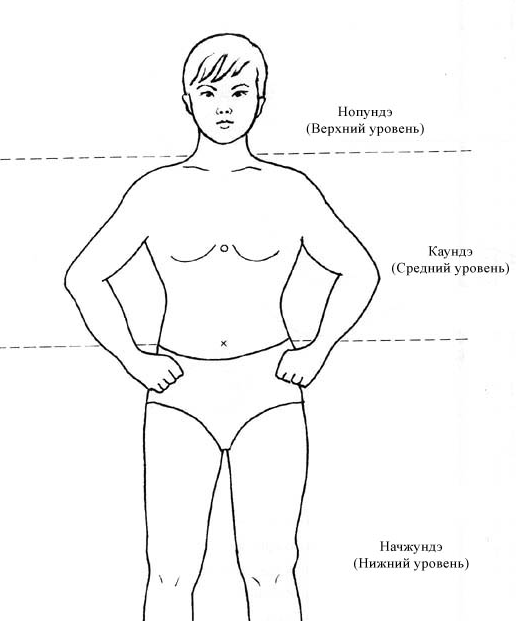 Нопундэ
(Верхний уровень)
Каундэ
(Средний уровень)
Начжундэ
(Нижний уровень)